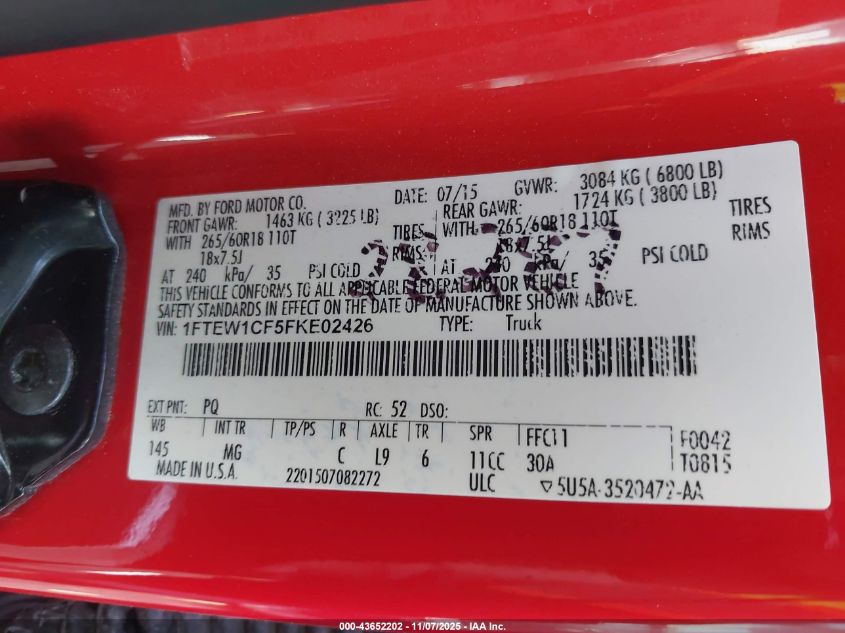 MFD. BY FORD MOTOR CO. DATE: 07/15 GVWR: 3084 KG ( 6800 LB)
FRONT GAWR: 1463 KG ( 3225 LB) REAR GAWR: 1724 KG ( 3800 LB)
WITH 265/60R18 110T TIRES WITH: 265/60R18 110T TIRES
18x7.5J RIMS 18x7.5J RIMS
AT 240 kPa/ 35 PSI COLD AT 240 kPa/ 35 PSI COLD
THIS VEHICLE CONFORMS TO ALL APPLICABLE FEDERAL MOTOR VEHICLE
SAFETY STANDARDS IN EFFECT ON THE DATE OF MANUFACTURE SHOWN ABOVE.
VIN: 1FTEW1CF5FKE02426 TYPE: Truck
EXT PNT: PQ RC: 52 DSO:
WB INT TR TP/PS R AXLE TR SPR FFC11 F0042
145 MG C L9 6 11CC 30A T0815
MADE IN U.S.A. 2201507082272 ULC ▽5U5A-3520472-AA
000-43652202 - 11/07/2025 - IAA Inc.